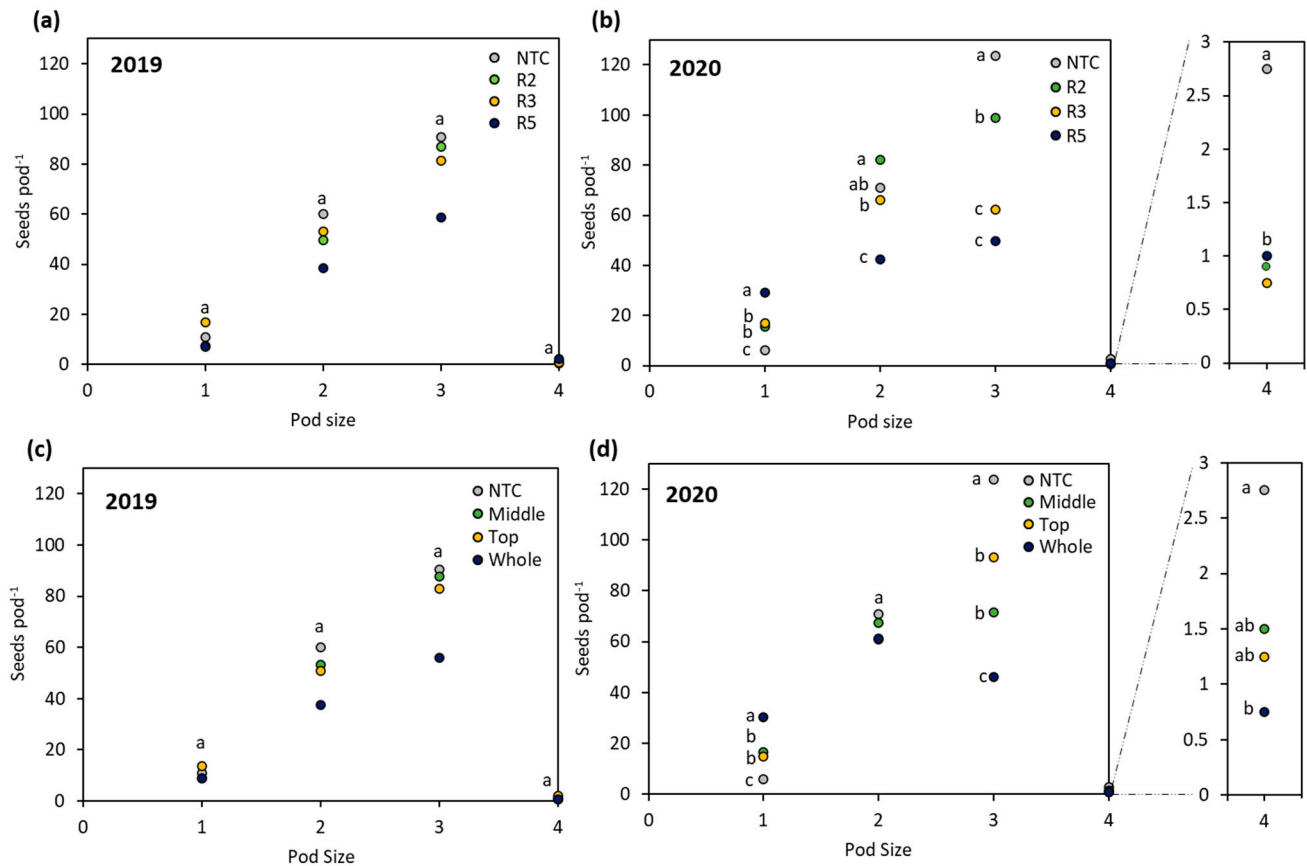 (a)
2019
NTC
R2
R3
R5
120
100
80
60
40
20
0
a
a
a
a
0 1 2 3 4
Seeds pod-1
Pod size
(b)
2020
NTC
R2
R3
R5
120
100
80
60
40
20
0
a
b
b
c
a
ab
b
c
a
b
c
c
0 1 2 3 4
Seeds pod-1
Pod size
3
2.5
2
1.5
1
0.5
0
a
b
4
(c)
2019
NTC
Middle
Top
Whole
120
100
80
60
40
20
0
a
a
a
a
0 1 2 3 4
Seeds pod-1
Pod Size
(d)
2020
NTC
Middle
Top
Whole
120
100
80
60
40
20
0
a
b
b
c
a
a
b
b
c
0 1 2 3 4
Seeds pod-1
Pod Size
3
2.5
2
1.5
1
0.5
0
a
ab
ab
b
4